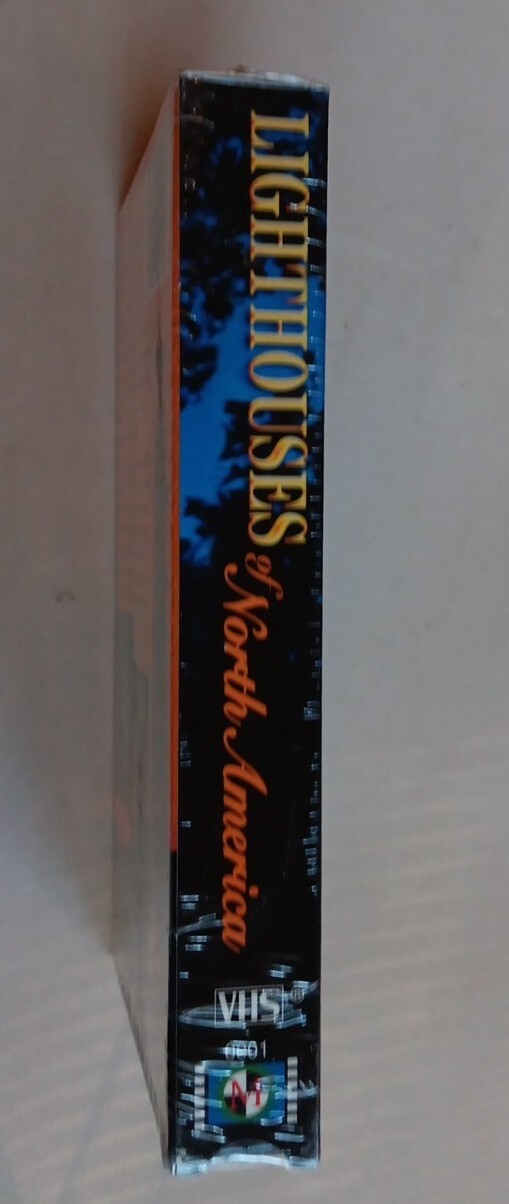 LIGHTHOUSES
of North America
VHS®
0001
M